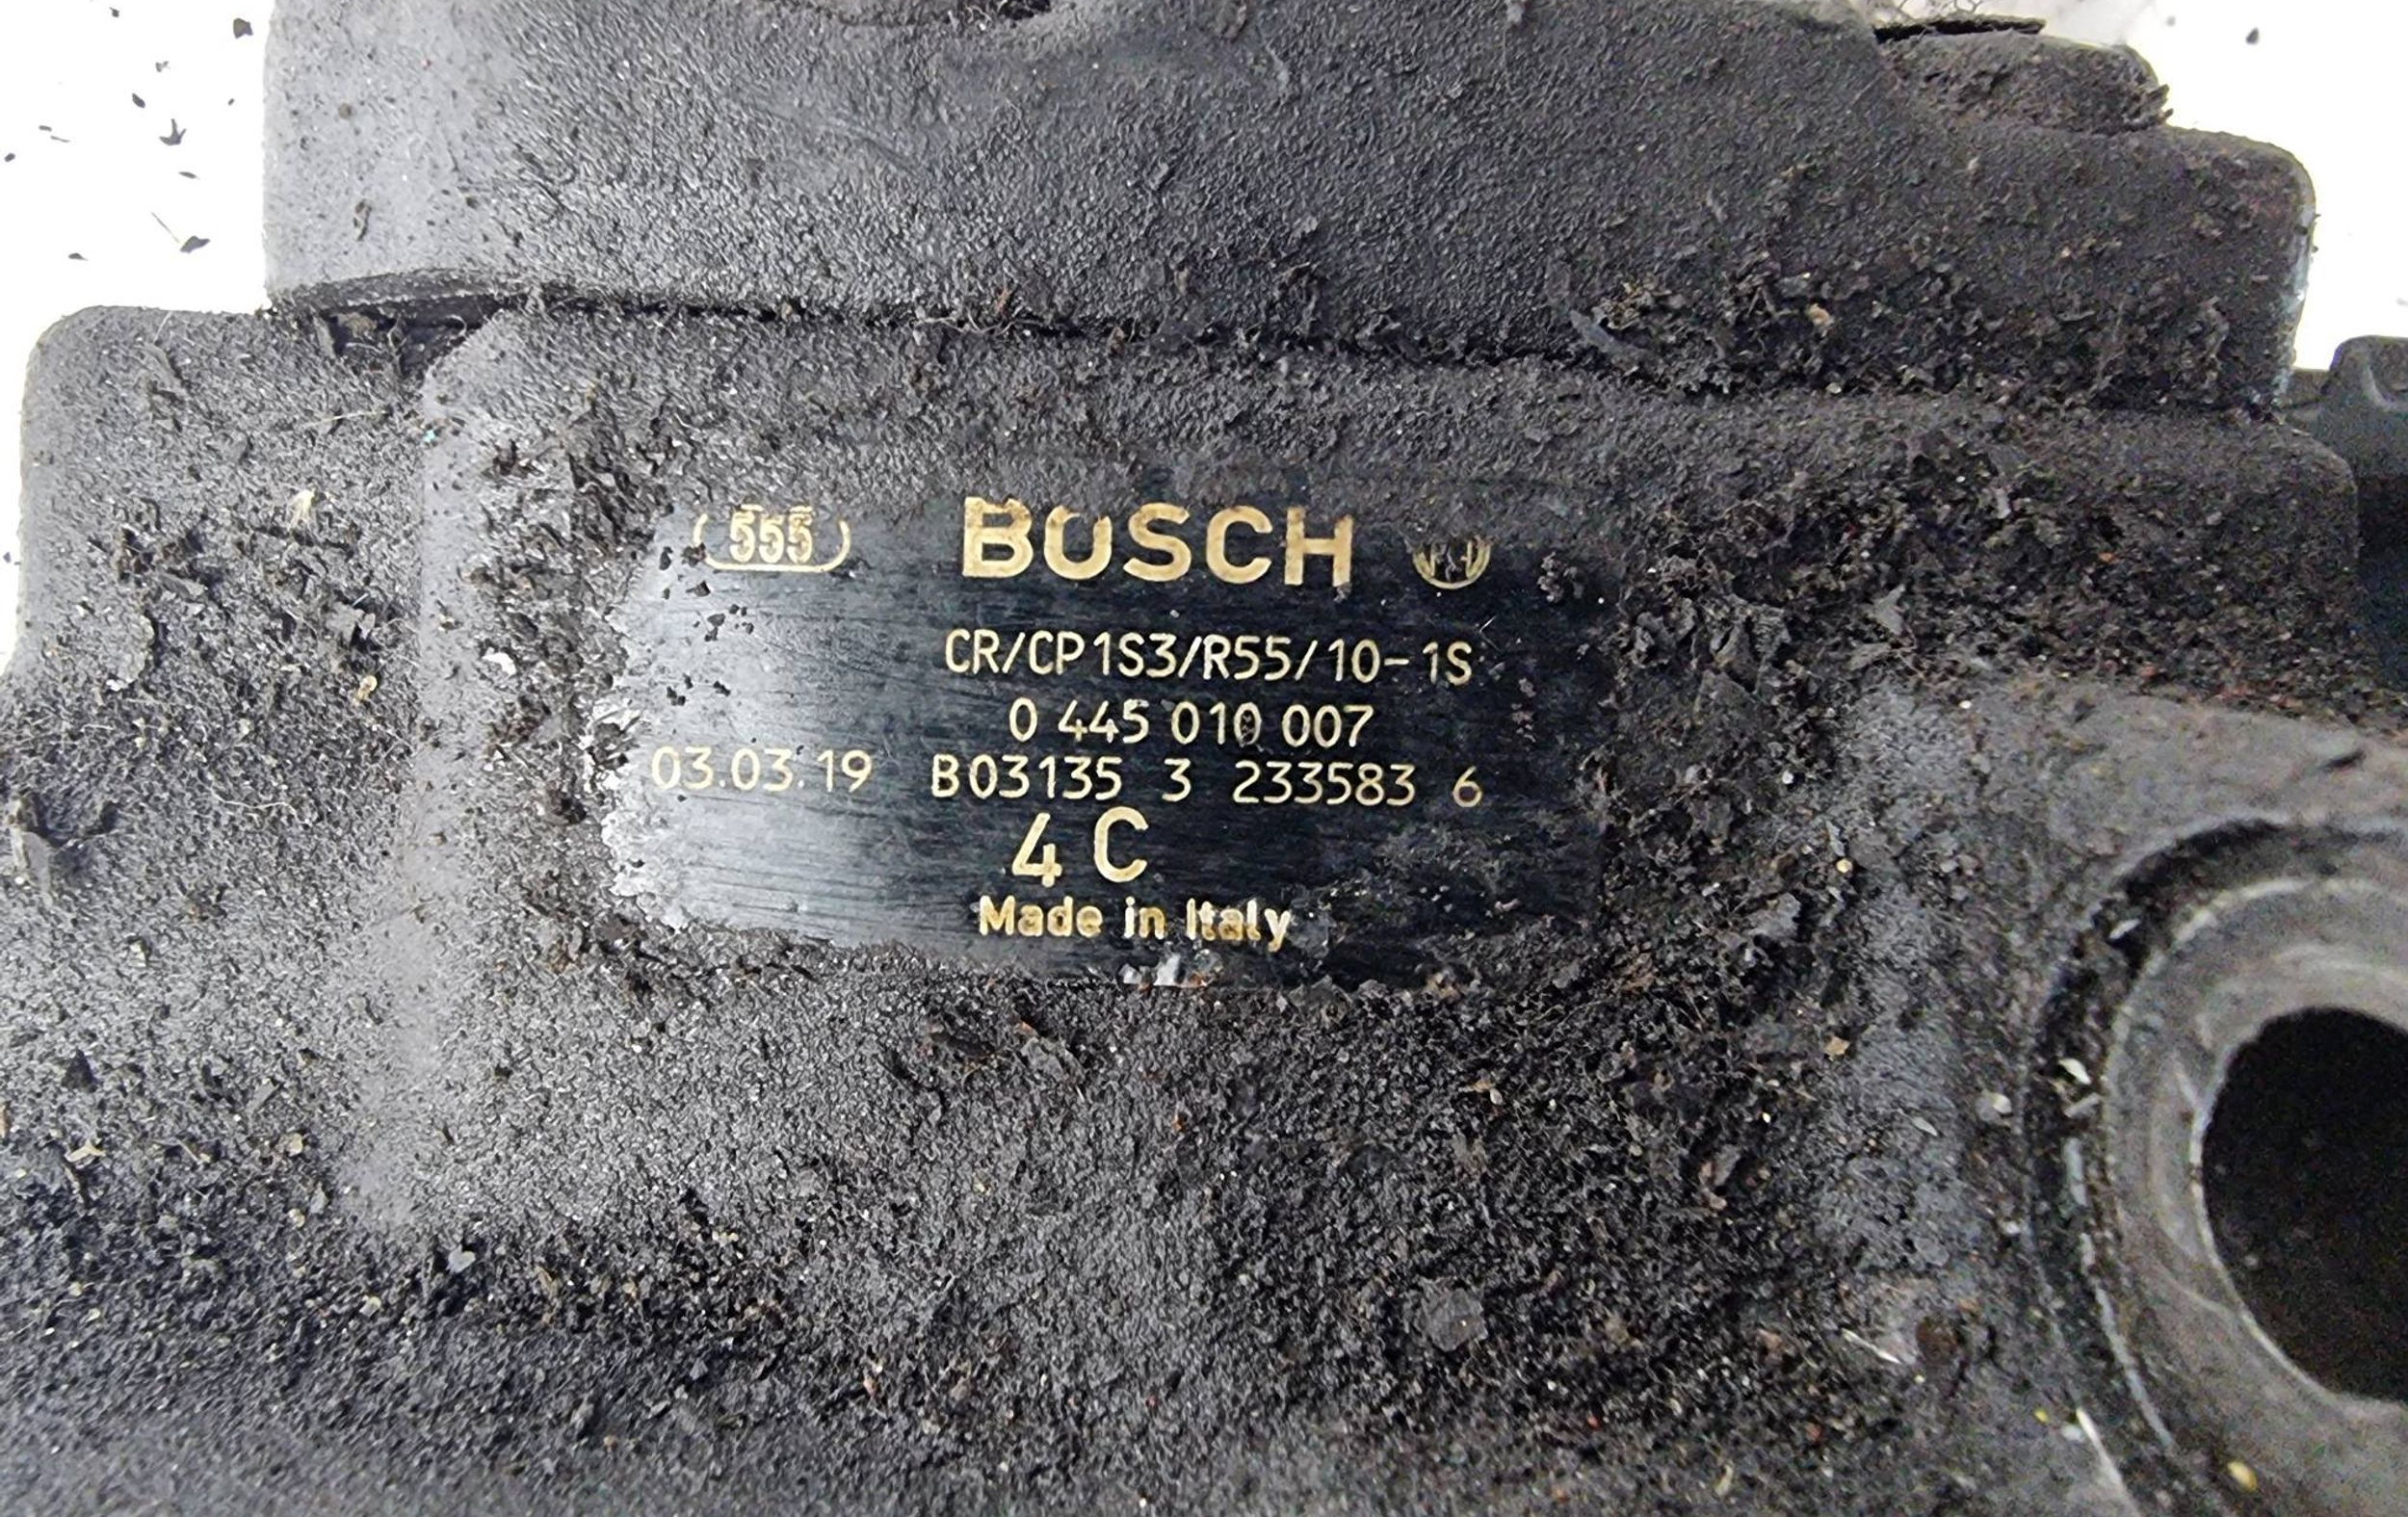 555 BOSCH
CR/CP1S3/R55/10-1S
0 445 010 007
03.03.19 B03135 3 233583 6
4 C
Made in Italy